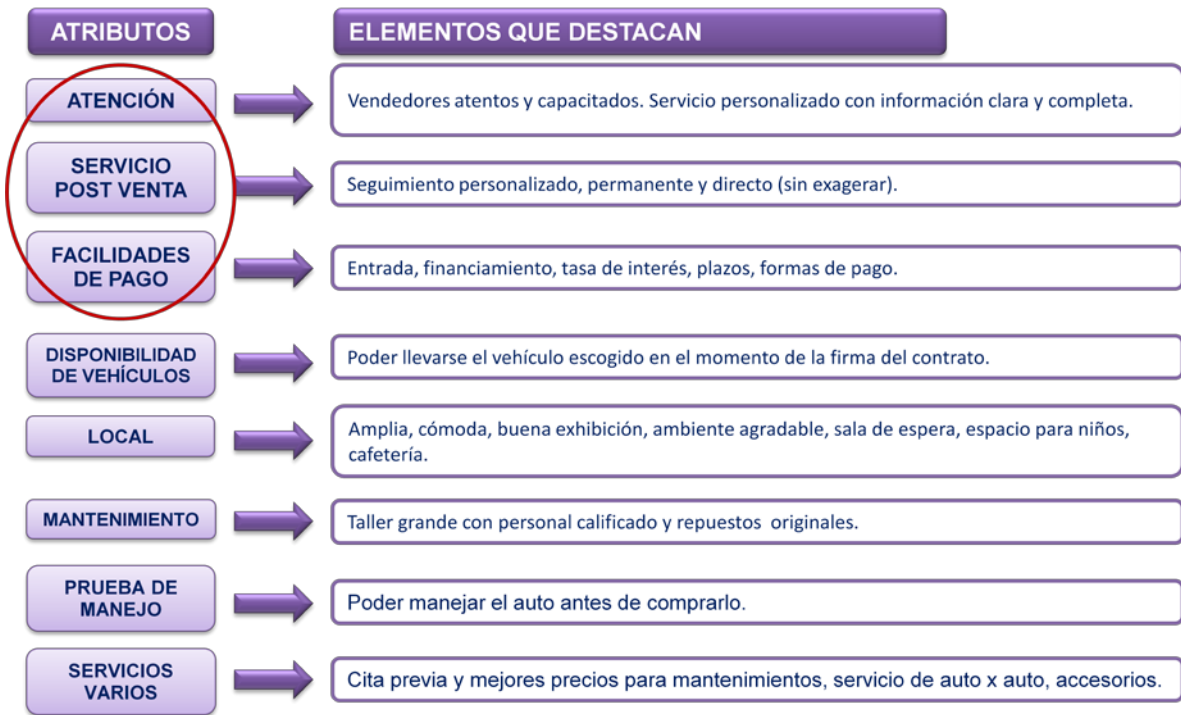 ATRIBUTOS
ELEMENTOS QUE DESTACAN
ATENCIÓN
Vendedores atentos y capacitados. Servicio personalizado con información clara y completa.
SERVICIO
POST VENTA
Seguimiento personalizado, permanente y directo (sin exagerar).
FACILIDADES
DE PAGO
Entrada, financiamiento, tasa de interés, plazos, formas de pago.
DISPONIBILIDAD
DE VEHÍCULOS
Poder llevarse el vehículo escogido en el momento de la firma del contrato.
LOCAL
Amplia, cómoda, buena exhibición, ambiente agradable, sala de espera, espacio para niños,
cafetería.
MANTENIMIENTO
Taller grande con personal calificado y repuestos originales.
PRUEBA DE
MANEJO
Poder manejar el auto antes de comprarlo.
SERVICIOS
VARIOS
Cita previa y mejores precios para mantenimientos, servicio de auto x auto, accesorios.